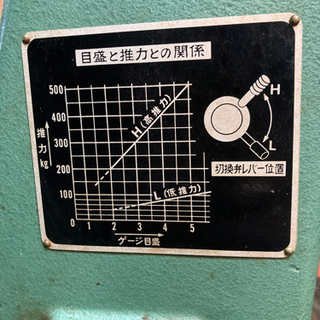 目盛と推力との関係
500
400
300
200
100
0
推力
kg
H(高推力)
L(低推力)
1 2 3 4 5
ゲージ目盛
H
L
切換弁レバー位置